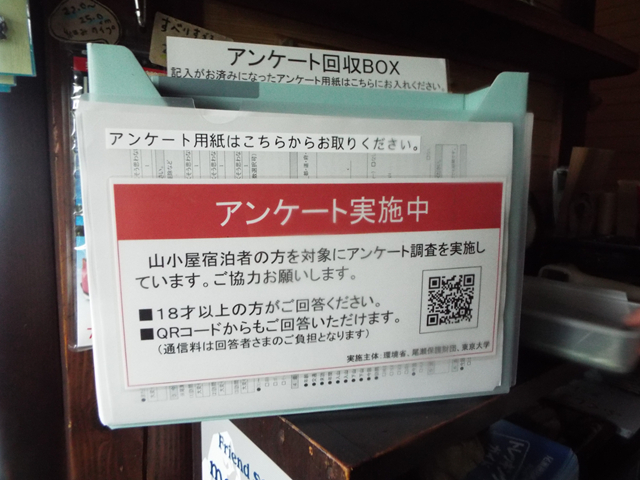 アンケート回収BOX
記入がお済みになったアンケート用紙はこちらにお入れください。
アンケート用紙はこちらからお取りください。
アンケート実施中
山小屋宿泊者の方を対象にアンケート調査を実施し
ています。ご協力お願いします。
■18才以上の方がご回答ください。
■QRコードからもご回答いただけます。
(通信料は回答者さまのご負担となります)
実施主体:環境省、尾瀬保護財団、東京大学
Friend